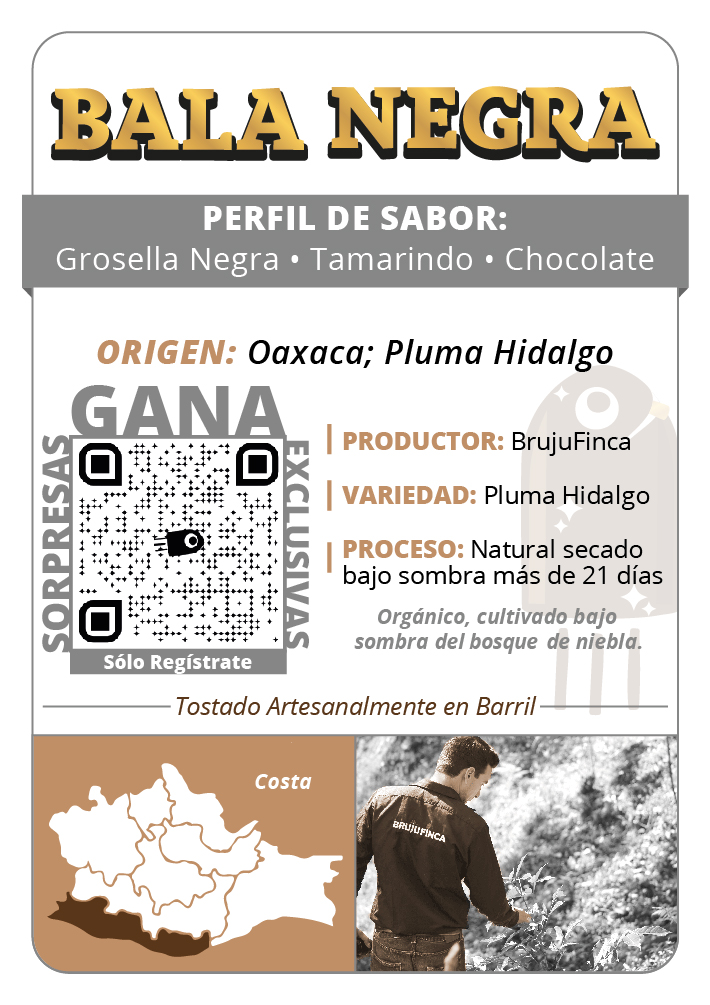 BALA NEGRA
PERFIL DE SABOR:
Grosella Negra • Tamarindo • Chocolate
ORIGEN: Oaxaca; Pluma Hidalgo
GANA
SORPRESAS
EXCLUSIVAS
Sólo Regístrate
PRODUCTOR: BrujuFinca
VARIEDAD: Pluma Hidalgo
PROCESO: Natural secado
bajo sombra más de 21 días
Orgánico, cultivado bajo
sombra del bosque de niebla.
Tostado Artesanalmente en Barril
Costa
BRUJUFINCA